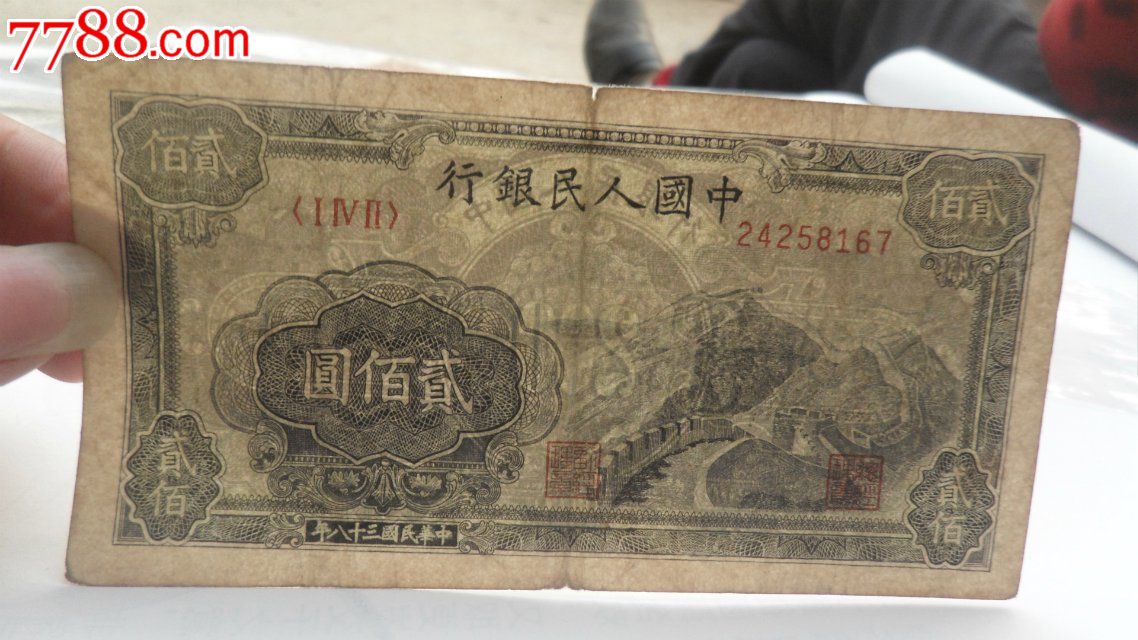 7788.com
貳佰
中國人民銀行
貳佰
〈I IV II〉
24258167
貳佰圓
貳佰
貳佰
中華民國三十八年